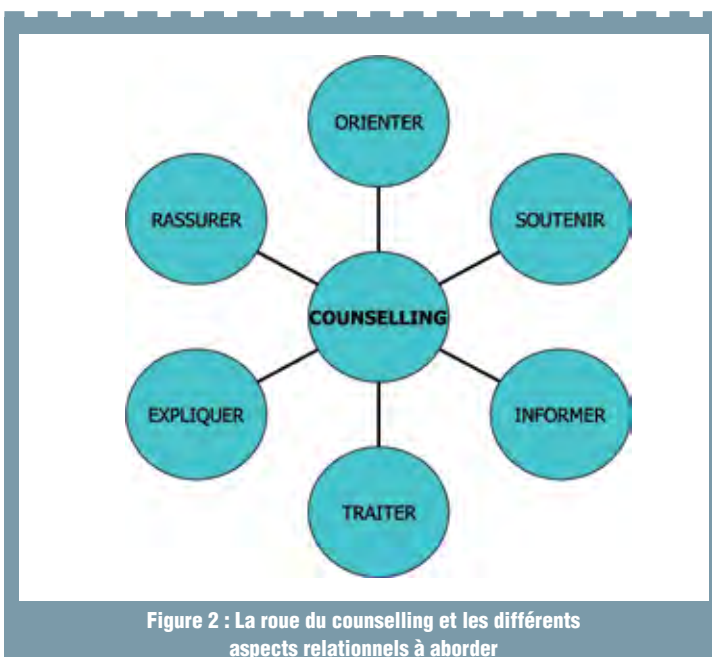 ORIENTER
RASSURER
SOUTENIR
COUNSELLING
EXPLIQUER
INFORMER
TRAITER
Figure 2 : La roue du counselling et les différents
aspects relationnels à aborder